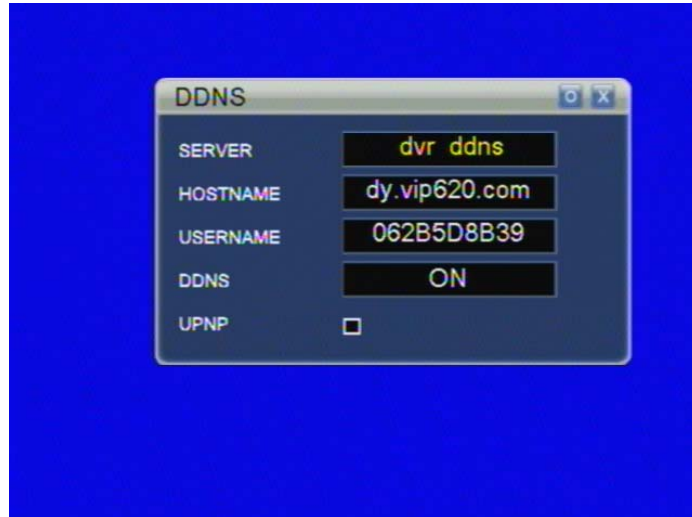 DDNS
SERVER dvr ddns
HOSTNAME dy.vip620.com
USERNAME 062B5D8B39
DDNS ON
UPNP